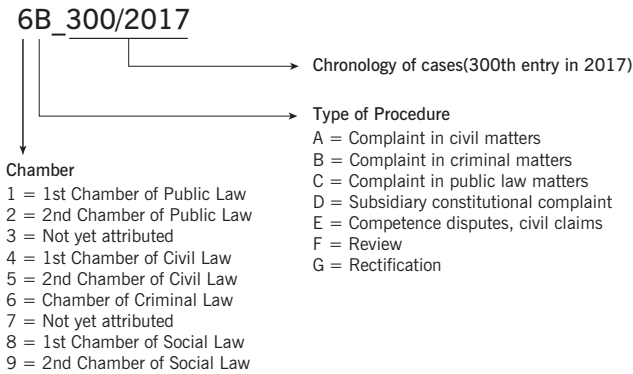 6B_300/2017
Chronology of cases(300th entry in 2017)
Type of Procedure
A = Complaint in civil matters
B = Complaint in criminal matters
C = Complaint in public law matters
D = Subsidiary constitutional complaint
E = Competence disputes, civil claims
F = Review
G = Rectification
Chamber
1 = 1st Chamber of Public Law
2 = 2nd Chamber of Public Law
3 = Not yet attributed
4 = 1st Chamber of Civil Law
5 = 2nd Chamber of Civil Law
6 = Chamber of Criminal Law
7 = Not yet attributed
8 = 1st Chamber of Social Law
9 = 2nd Chamber of Social Law